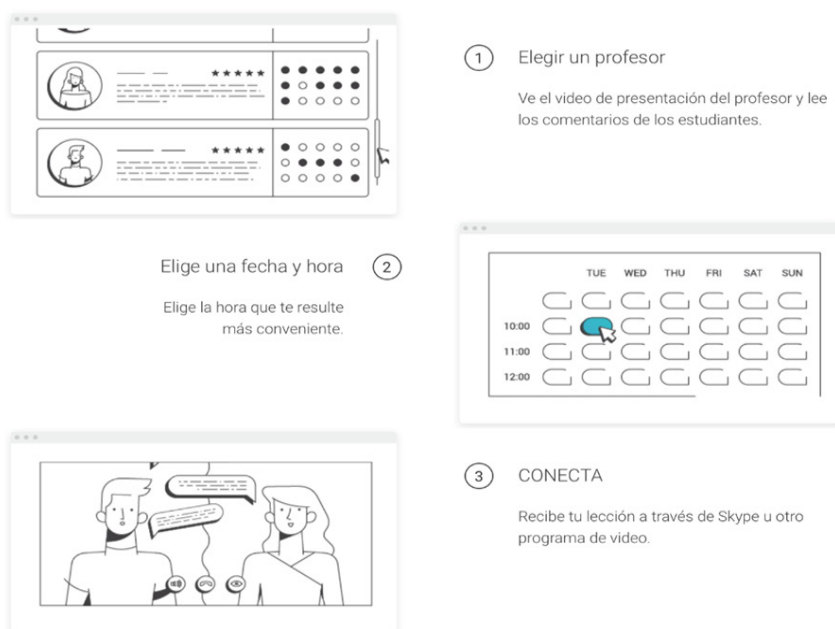 1
Elegir un profesor
Ve el video de presentación del profesor y lee
los comentarios de los estudiantes.
Elige una fecha y hora
2
Elige la hora que te resulte
más conveniente.
TUE WED THU FRI SAT SUN
10:00
11:00
12:00
3
CONECTA
Recibe tu lección a través de Skype u otro
programa de video.